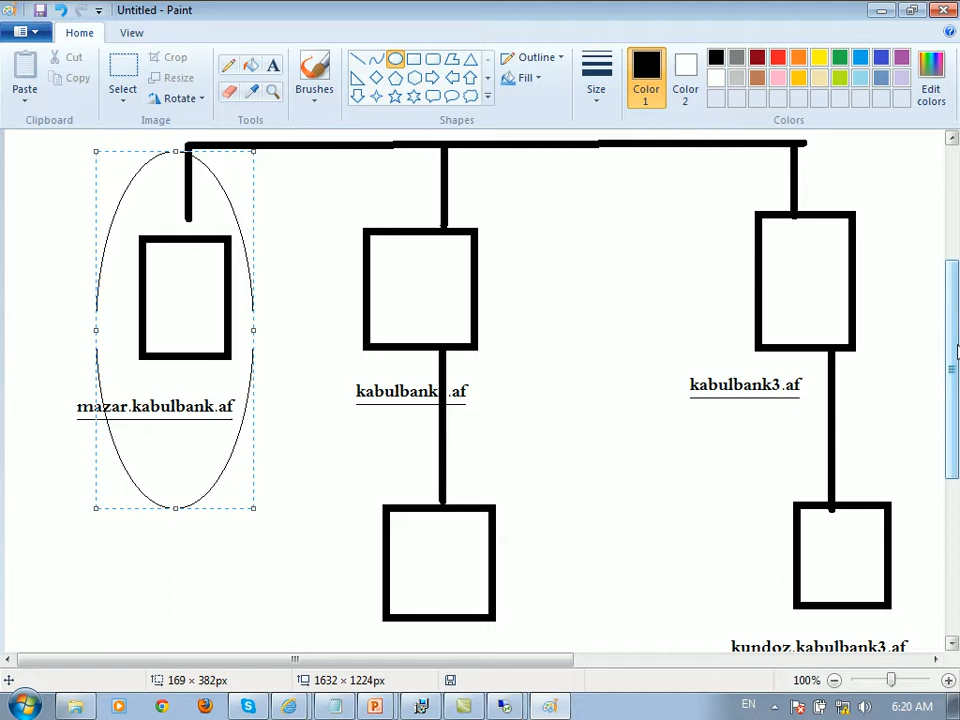 Untitled - Paint
Home View
Paste
Cut
Copy
Clipboard
Select
Crop
Resize
Rotate
Image
A
Tools
Brushes
Outline
Fill
Shapes
Size
Color 1
Color 2
Edit colors
Colors
mazar.kabulbank.af
kabulbank .af
kabulbank3.af
kundoz.kabulbank3.af
169 × 382px
1632 × 1224px
100%
EN
6:20 AM